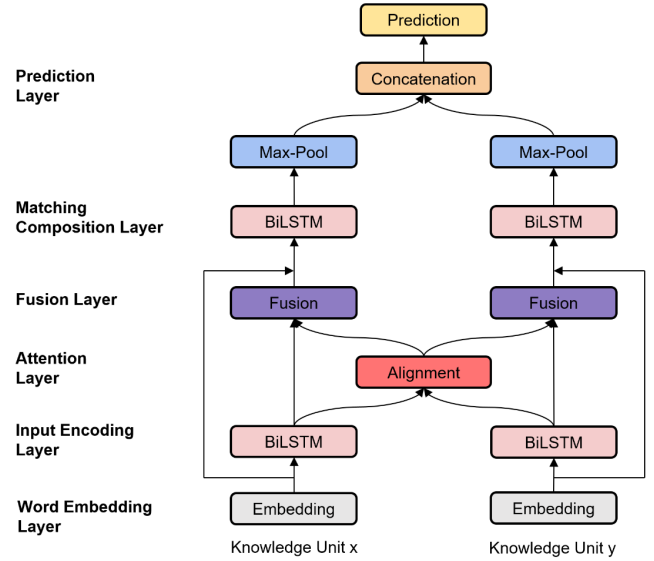 Prediction
Prediction
Layer
Concatenation
Max-Pool
Max-Pool
Matching
Composition Layer
BiLSTM
BiLSTM
Fusion Layer
Fusion
Fusion
Attention
Layer
Alignment
Input Encoding
Layer
BiLSTM
BiLSTM
Word Embedding
Layer
Embedding
Embedding
Knowledge Unit x
Knowledge Unit y